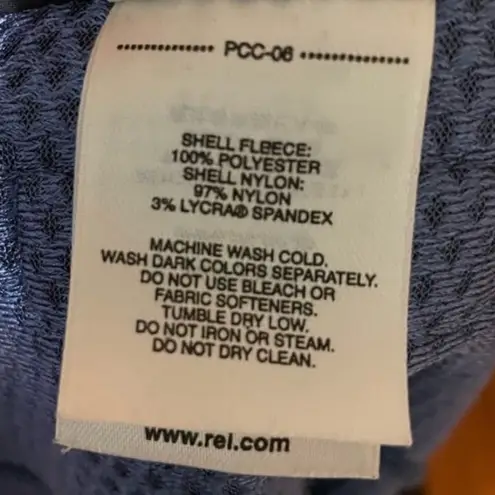 PCC-06
SHELL FLEECE:
100% POLYESTER
SHELL NYLON:
97% NYLON
3% LYCRA® SPANDEX
MACHINE WASH COLD.
WASH DARK COLORS SEPARATELY.
DO NOT USE BLEACH OR
FABRIC SOFTENERS.
TUMBLE DRY LOW.
DO NOT IRON OR STEAM.
DO NOT DRY CLEAN.
www.rei.com